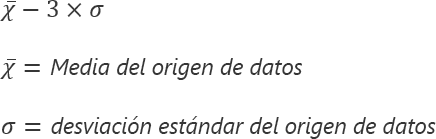 χ̄ − 3 × σ
χ̄ = Media del origen de datos
σ = desviación estándar del origen de datos